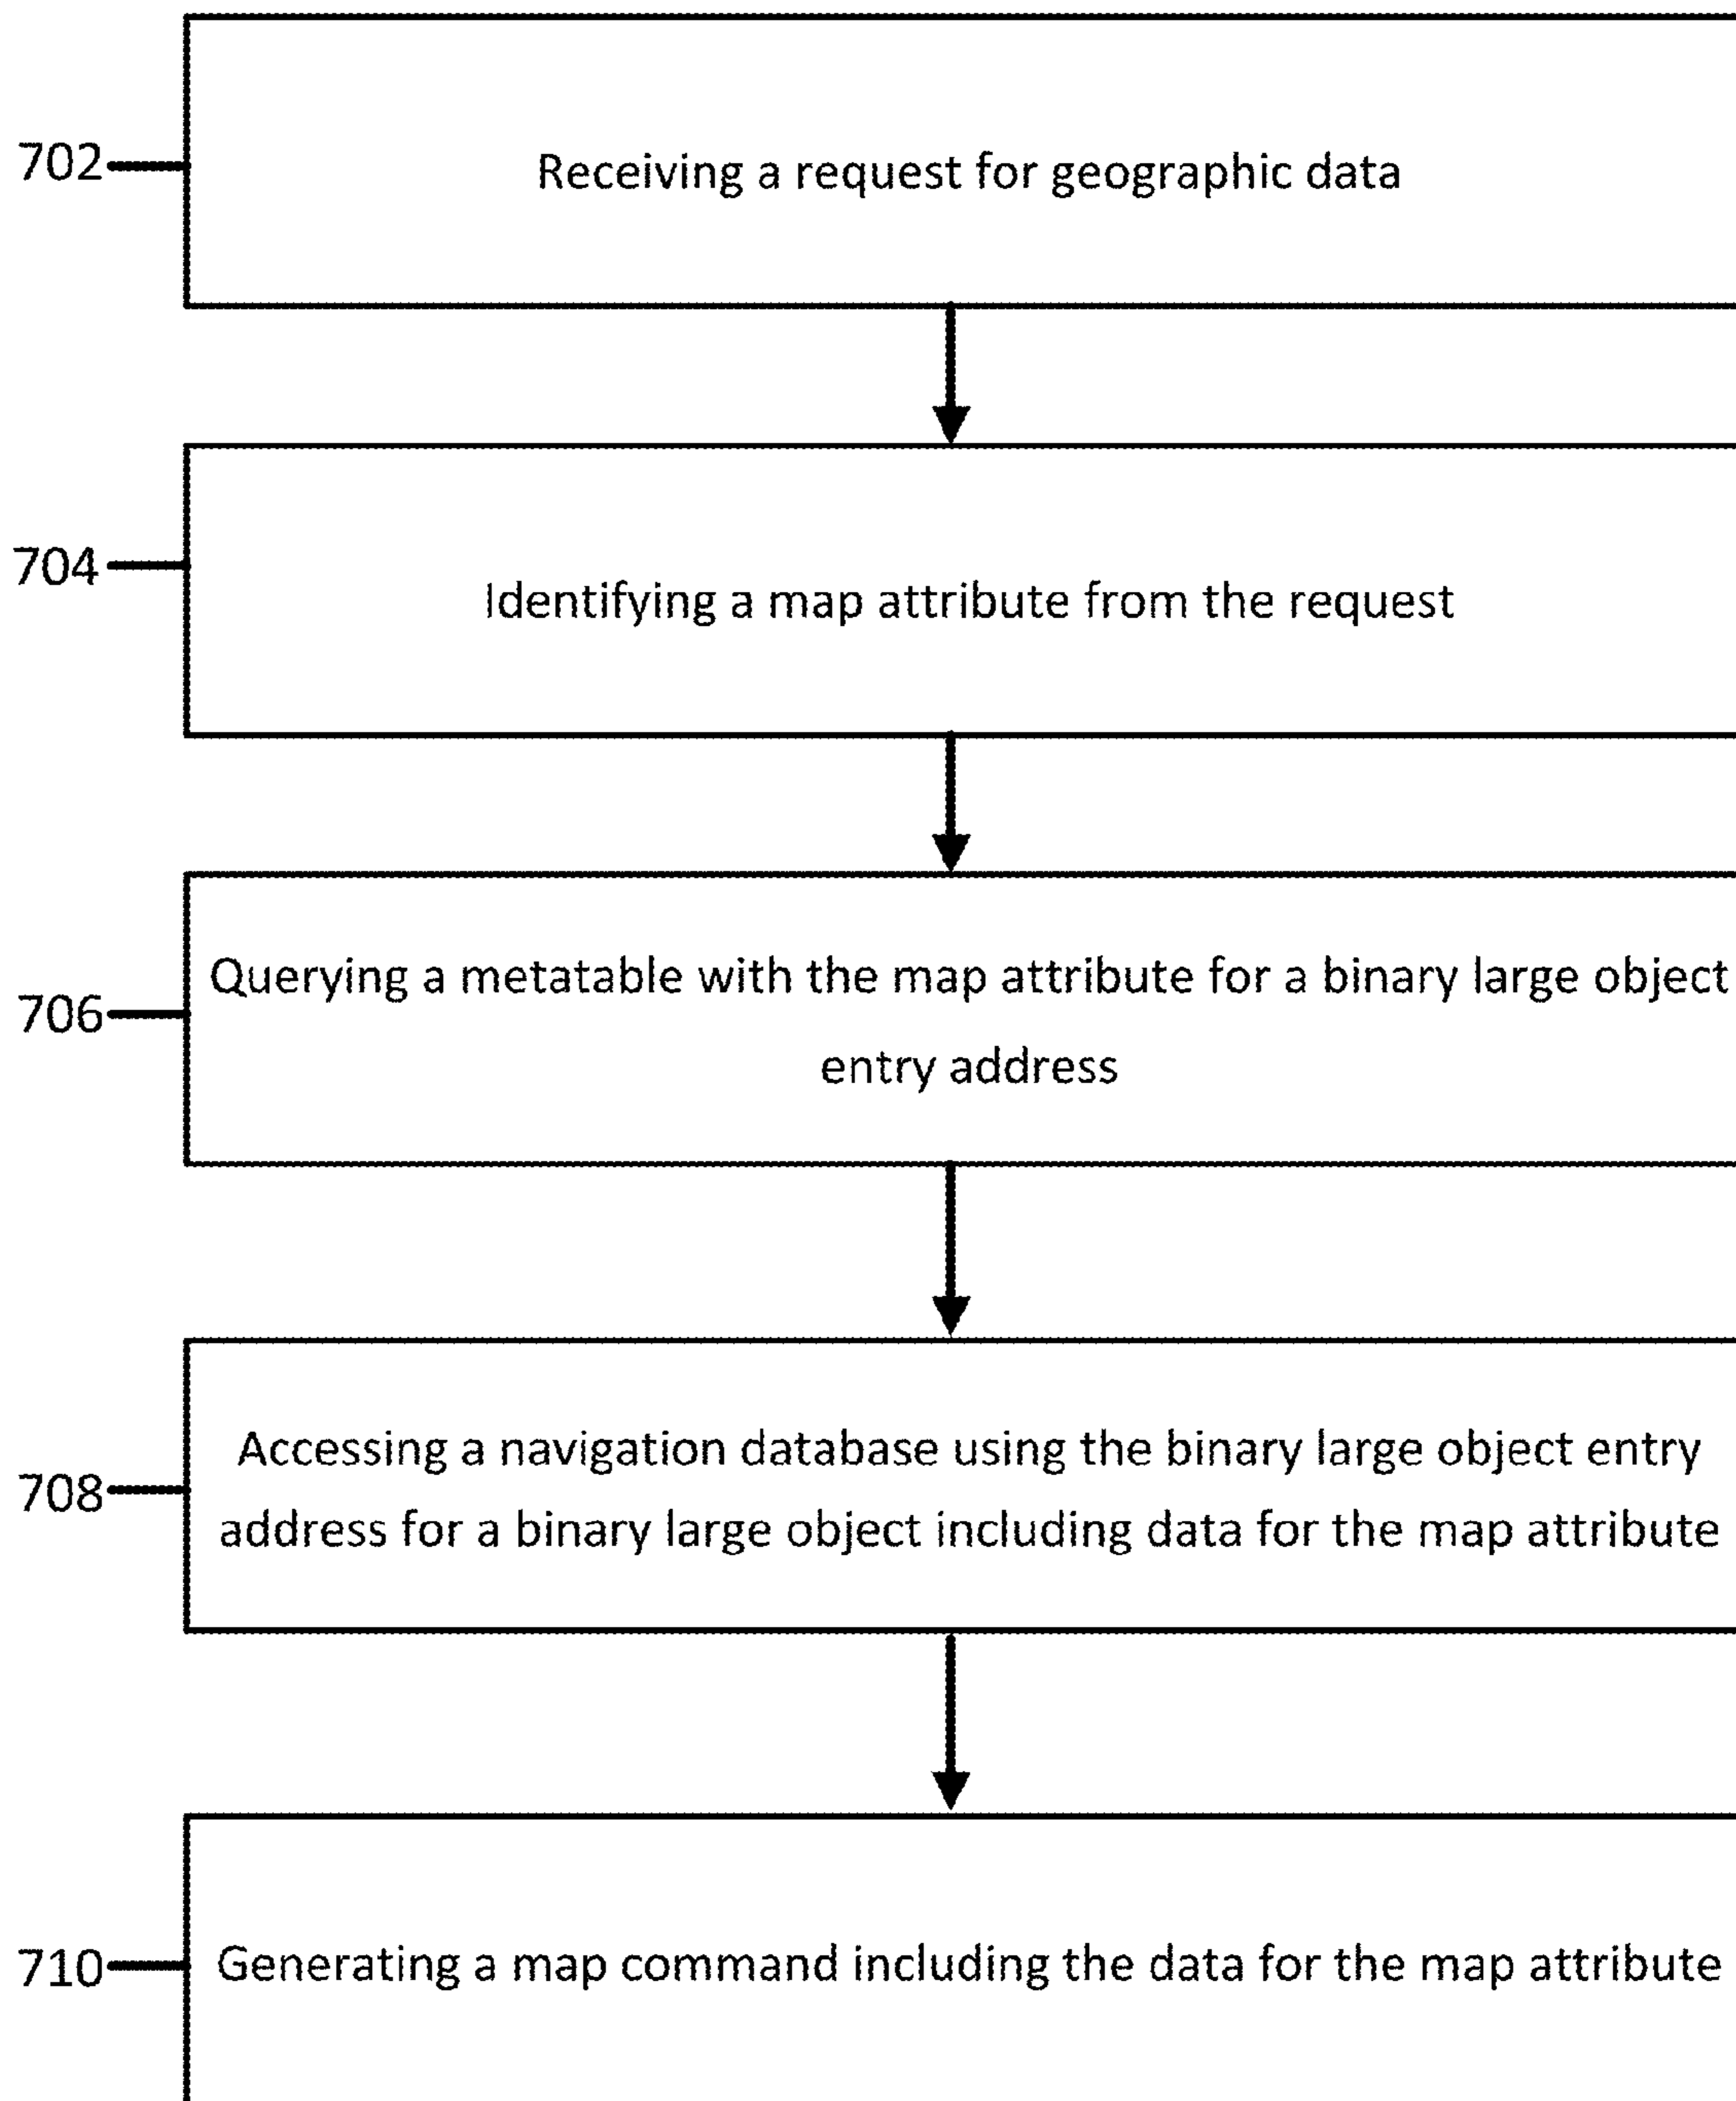 702
Receiving a request for geographic data
704
Identifying a map attribute from the request
706
Querying a metatable with the map attribute for a binary large object
entry address
708
Accessing a navigation database using the binary large object entry
address for a binary large object including data for the map attribute
710
Generating a map command including the data for the map attribute